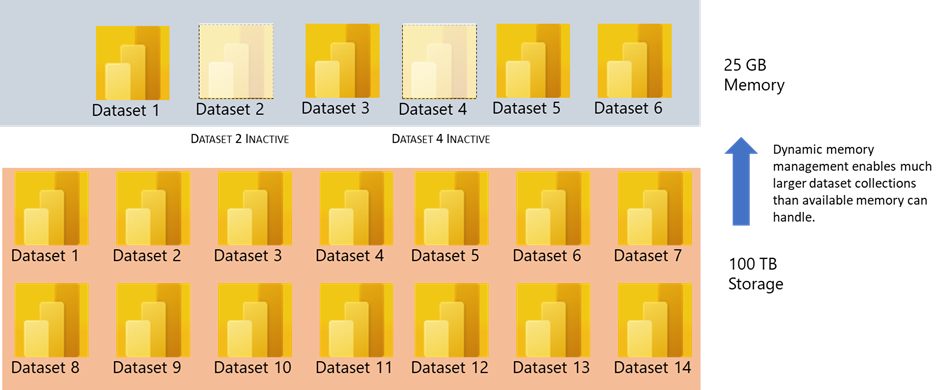 Dataset 1
Dataset 2
Dataset 3
Dataset 4
Dataset 5
Dataset 6
25 GB
Memory
DATASET 2 INACTIVE
DATASET 4 INACTIVE
Dynamic memory
management enables much
larger dataset collections
than available memory can
handle.
Dataset 1
Dataset 2
Dataset 3
Dataset 4
Dataset 5
Dataset 6
Dataset 7
100 TB
Storage
Dataset 8
Dataset 9
Dataset 10
Dataset 11
Dataset 12
Dataset 13
Dataset 14